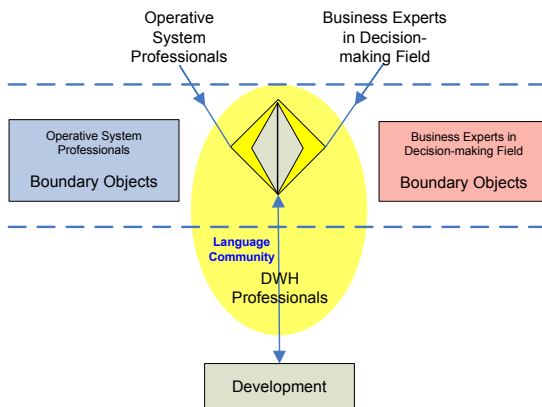 Operative
System
Professionals
Business Experts
in Decision-
making Field
Operative System
Professionals
Boundary Objects
Business Experts in
Decision-making Field
Boundary Objects
Language
Community
DWH
Professionals
Development